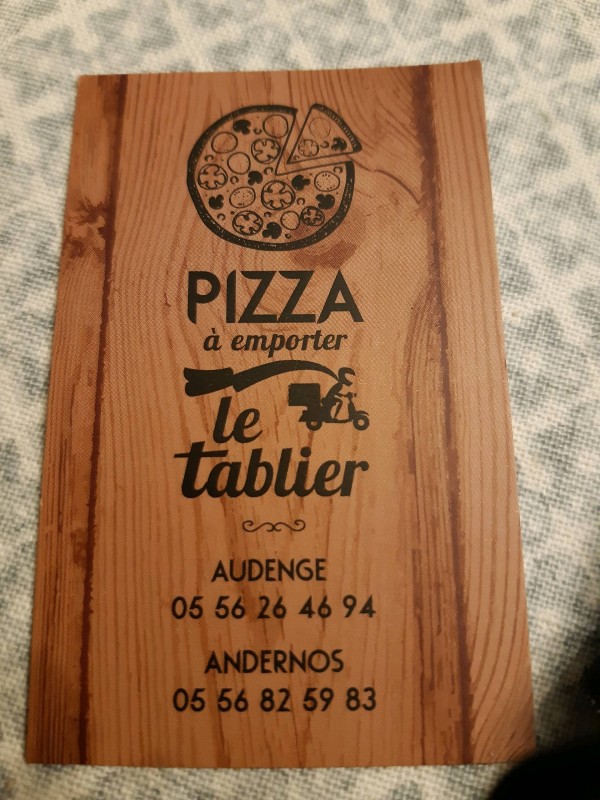 PIZZA
à emporter
le
tablier
AUDENGE
05 56 26 46 94
ANDERNOS
05 56 82 59 83